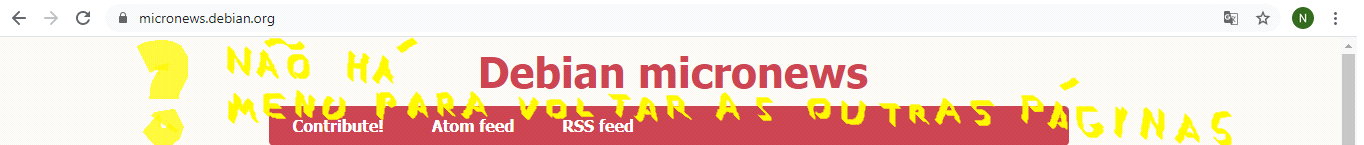 micronews.debian.org
N
?
NÃO HÁ
Debian micronews
MENU PARA VOLTAR AS OUTRAS PÁGINAS
Contribute! Atom feed RSS feed